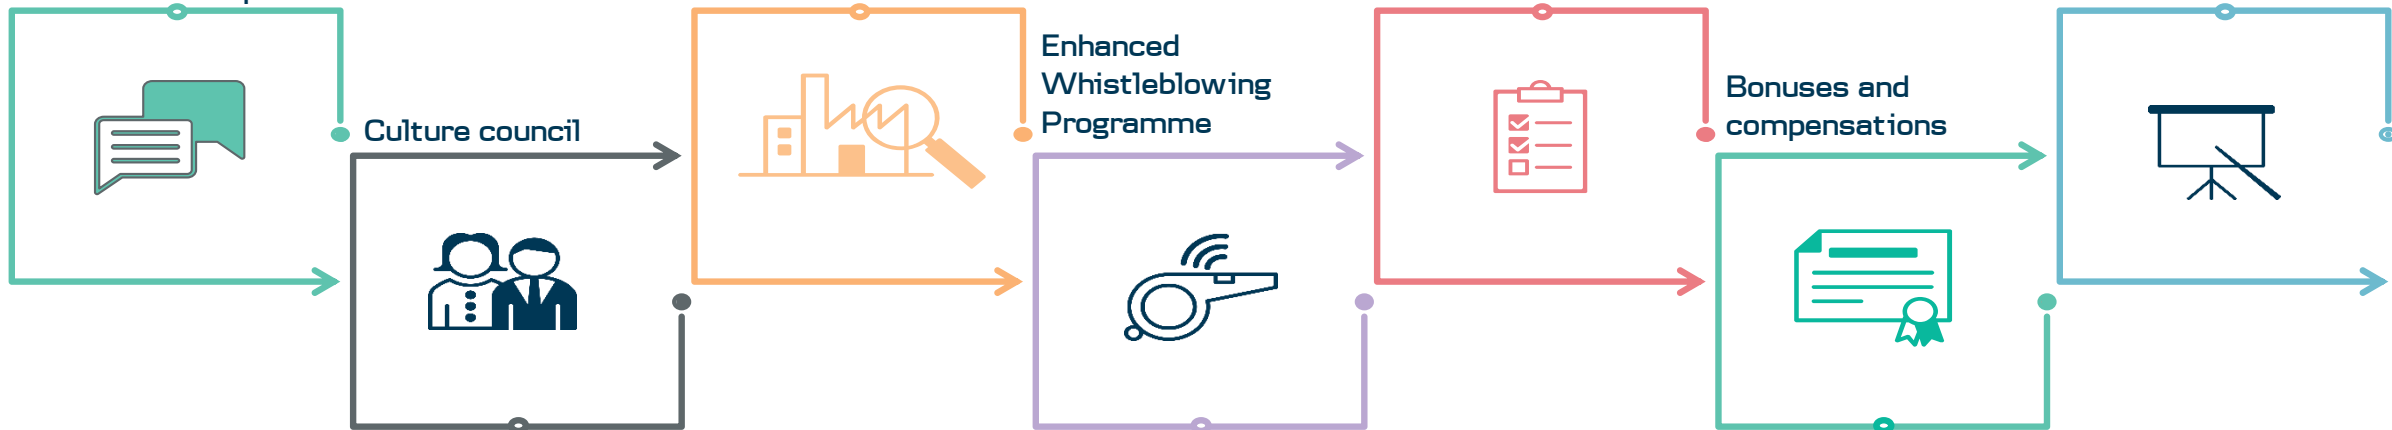 Culture council
Enhanced
Whistleblowing
Programme
Bonuses and
compensations